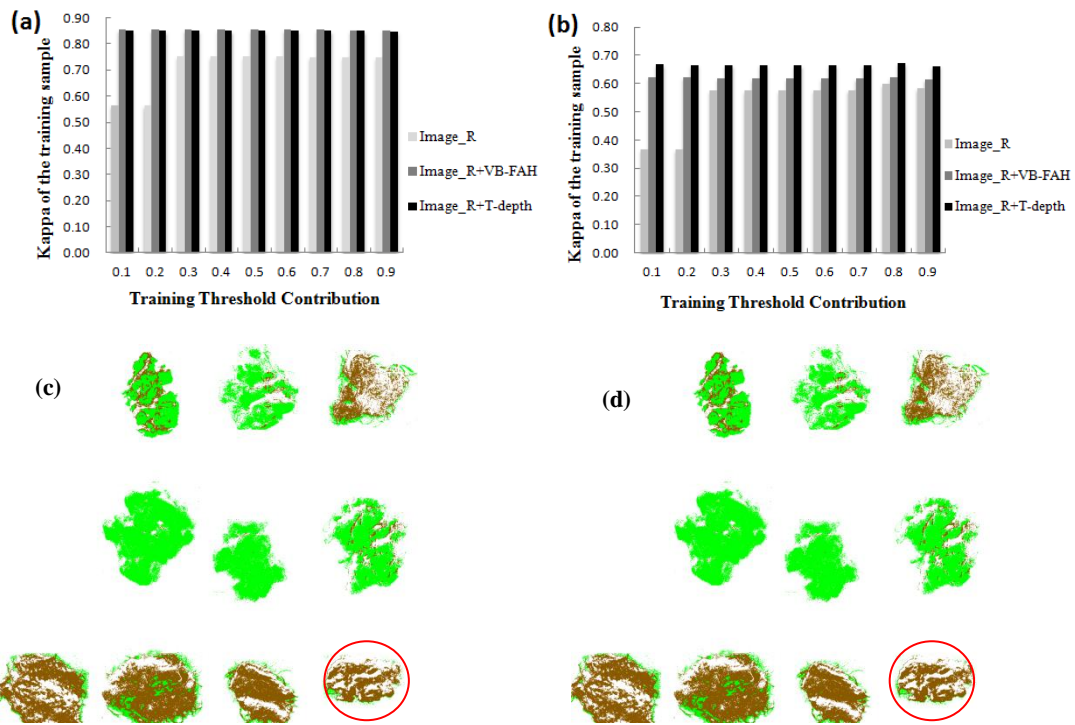 (a)
Kappa of the training sample
0.90
0.80
0.70
0.60
0.50
0.40
0.30
0.20
0.10
0.00
0.1 0.2 0.3 0.4 0.5 0.6 0.7 0.8 0.9
Training Threshold Contribution
Image_R
Image_R+VB-FAH
Image_R+T-depth
(b)
Kappa of the training sample
0.80
0.70
0.60
0.50
0.40
0.30
0.20
0.10
0.00
0.1 0.2 0.3 0.4 0.5 0.6 0.7 0.8 0.9
Training Threshold Contribution
Image_R
Image_R+VB-FAH
Image_R+T-depth
(c)
(d)